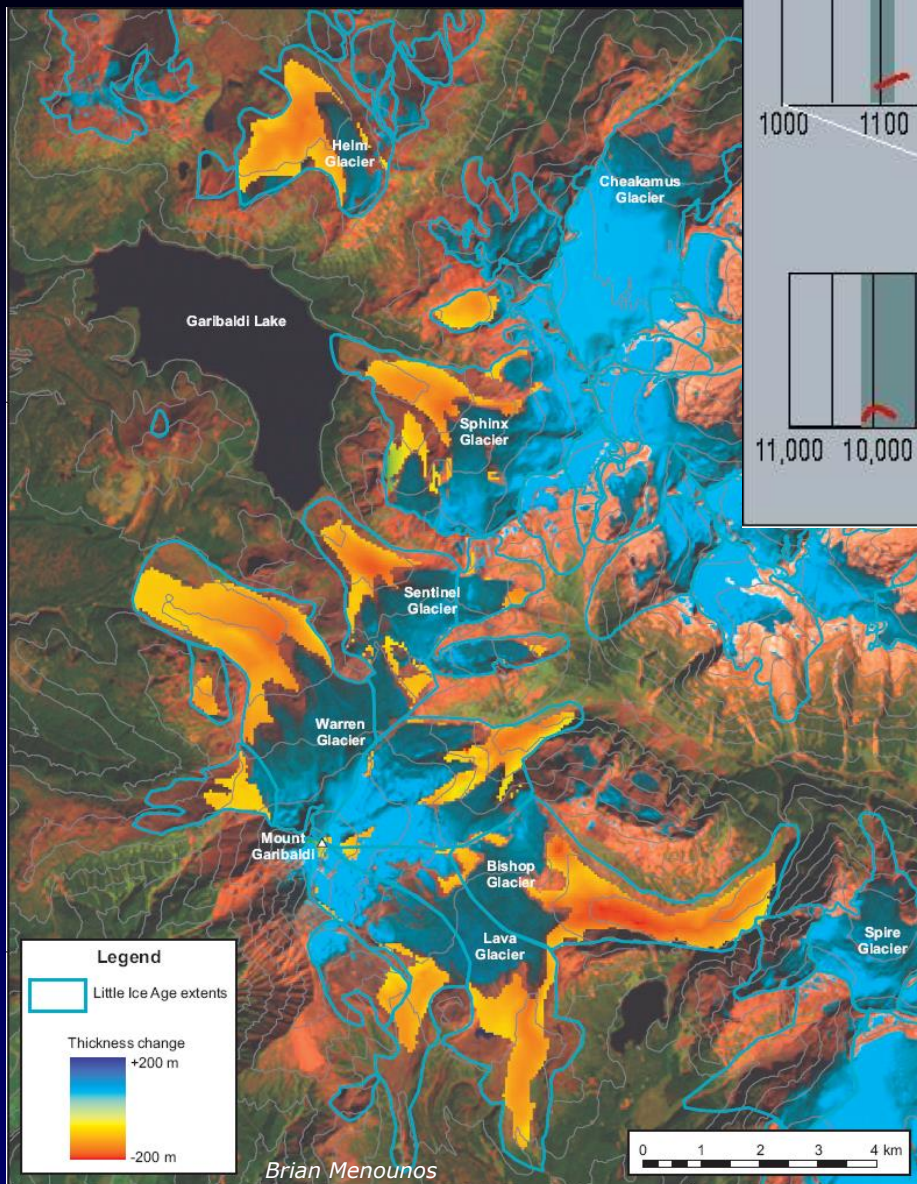 1000 1100
Helm
Glacier
Cheakamus
Glacier
Garibaldi Lake
11,000 10,000
Sphinx
Glacier
Sentinel
Glacier
Warren
Glacier
Mount
Garibaldi
Bishop
Glacier
Lava
Glacier
Spire
Glacier
Legend
Little Ice Age extents
Thickness change
+200 m
-200 m
0 1 2 3 4 km
Brian Menounos